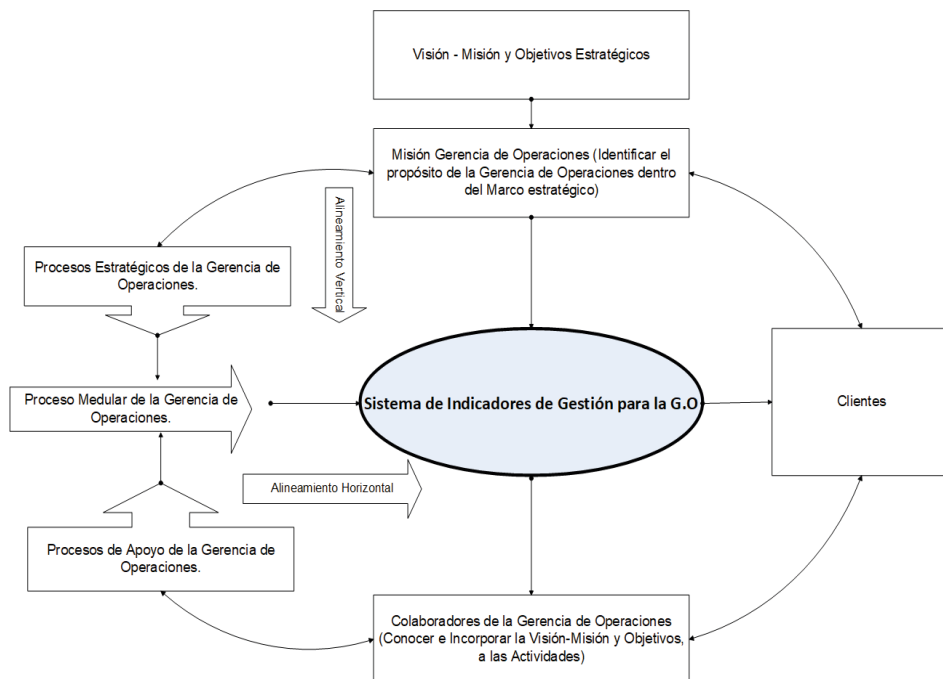 Visión - Misión y Objetivos Estratégicos
Misión Gerencia de Operaciones (Identificar el
propósito de la Gerencia de Operaciones dentro
del Marco estratégico)
Alineamiento Vertical
Procesos Estratégicos de la Gerencia de
Operaciones.
Proceso Medular de la Gerencia de
Operaciones.
Sistema de Indicadores de Gestión para la G.O
Clientes
Alineamiento Horizontal
Procesos de Apoyo de la Gerencia de
Operaciones.
Colaboradores de la Gerencia de Operaciones
(Conocer e Incorporar la Visión-Misión y Objetivos,
a las Actividades)